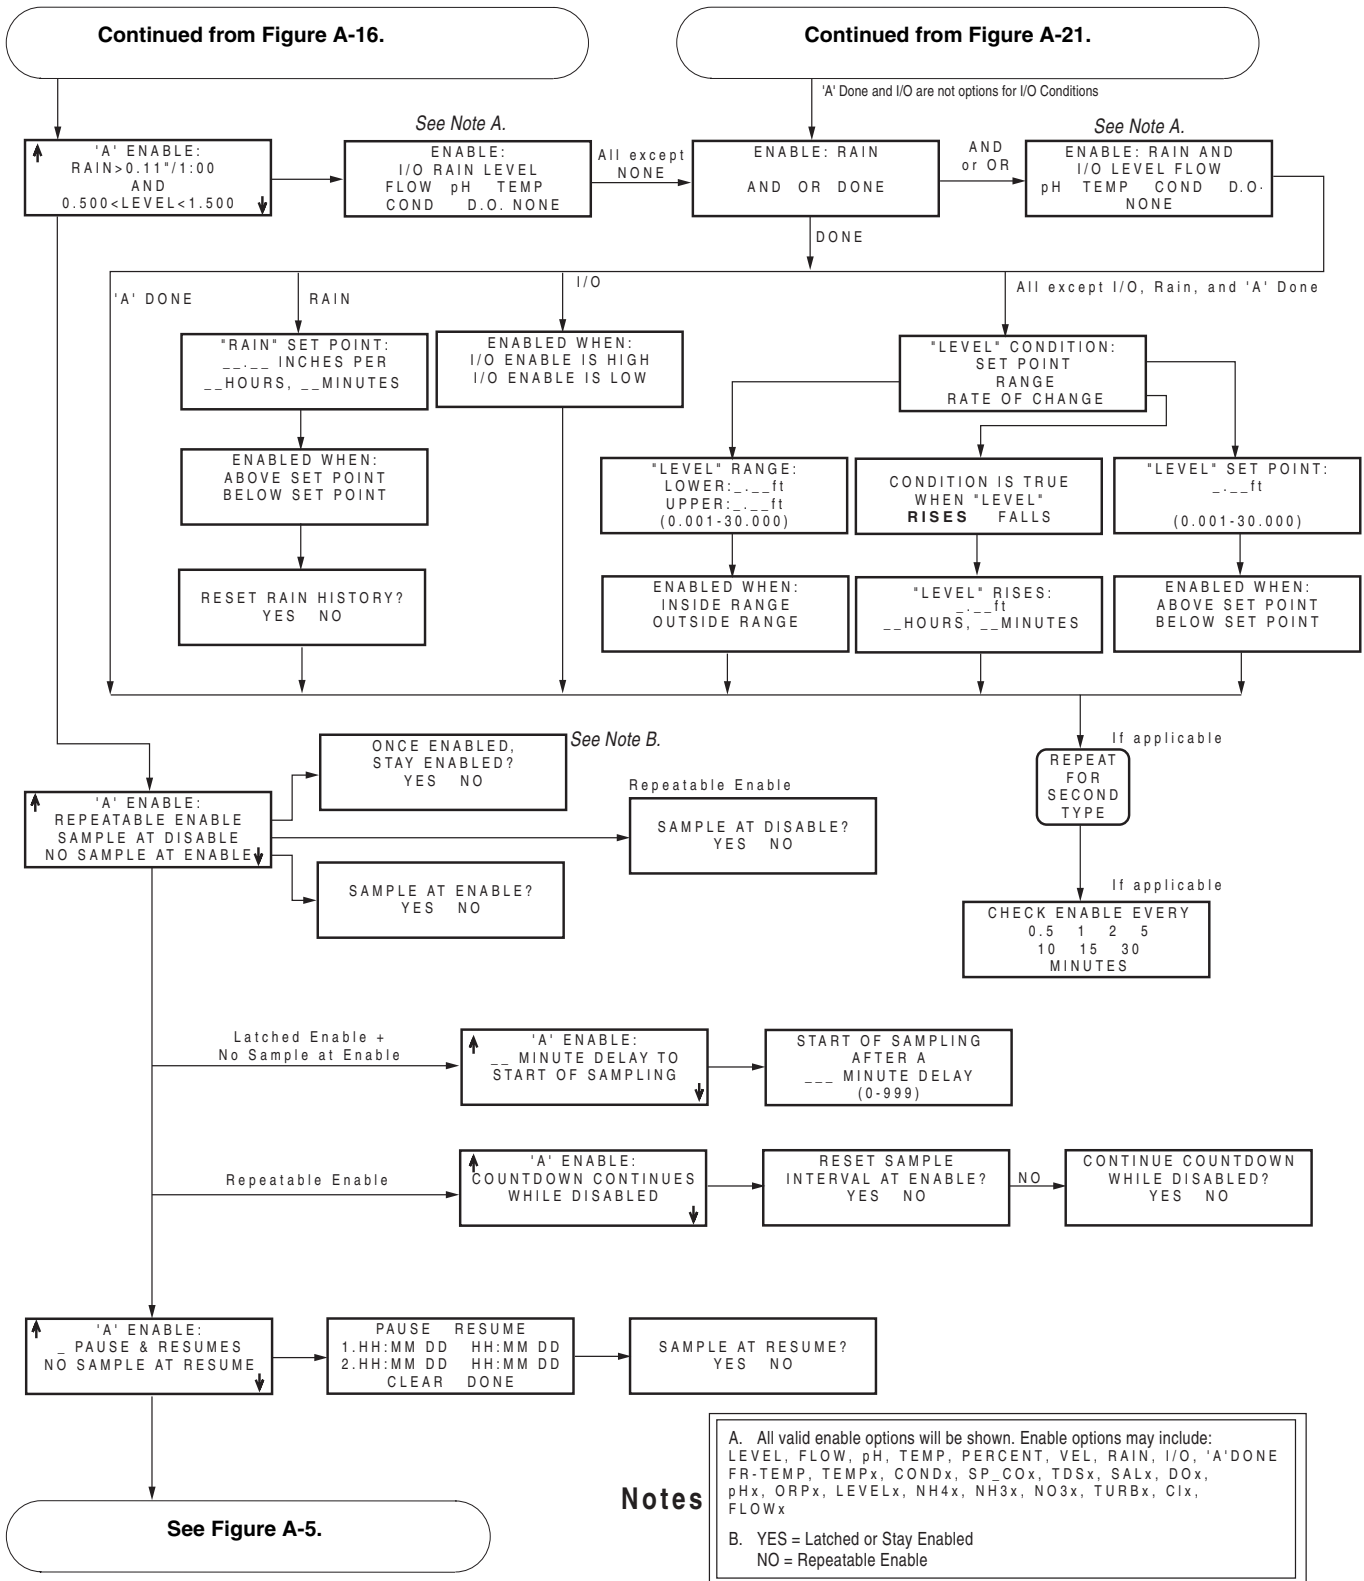 Continued from Figure A-16.
Continued from Figure A-21.
'A' Done and I/O are not options for I/O Conditions
'A' ENABLE:
RAIN>0.11"/1:00
AND
0.500<LEVEL<1.500
See Note A.
ENABLE:
I/O RAIN LEVEL
FLOW pH TEMP
COND D.O. NONE
All except
NONE
ENABLE: RAIN
AND OR DONE
AND
or OR
See Note A.
ENABLE: RAIN AND
I/O LEVEL FLOW
pH TEMP COND D.O.
NONE
DONE
'A' DONE
RAIN
I/O
All except I/O, Rain, and 'A' Done
"RAIN" SET POINT:
__.__ INCHES PER
__HOURS, __MINUTES
ENABLED WHEN:
ABOVE SET POINT
BELOW SET POINT
RESET RAIN HISTORY?
YES NO
ENABLED WHEN:
I/O ENABLE IS HIGH
I/O ENABLE IS LOW
"LEVEL" CONDITION:
SET POINT
RANGE
RATE OF CHANGE
"LEVEL" RANGE:
LOWER:_.__ft
UPPER:_.__ft
(0.001-30.000)
CONDITION IS TRUE
WHEN "LEVEL"
RISES FALLS
"LEVEL" SET POINT:
_.__ft
(0.001-30.000)
ENABLED WHEN:
INSIDE RANGE
OUTSIDE RANGE
"LEVEL" RISES:
_.__ft
__HOURS, __MINUTES
ENABLED WHEN:
ABOVE SET POINT
BELOW SET POINT
If applicable
REPEAT
FOR
SECOND
TYPE
If applicable
CHECK ENABLE EVERY
0.5 1 2 5
10 15 30
MINUTES
ONCE ENABLED,
STAY ENABLED?
YES NO
See Note B.
'A' ENABLE:
REPEATABLE ENABLE
SAMPLE AT DISABLE
NO SAMPLE AT ENABLE
Repeatable Enable
SAMPLE AT DISABLE?
YES NO
SAMPLE AT ENABLE?
YES NO
Latched Enable +
No Sample at Enable
'A' ENABLE:
__ MINUTE DELAY TO
START OF SAMPLING
START OF SAMPLING
AFTER A
___ MINUTE DELAY
(0-999)
Repeatable Enable
'A' ENABLE:
COUNTDOWN CONTINUES
WHILE DISABLED
RESET SAMPLE
INTERVAL AT ENABLE?
YES NO
NO
CONTINUE COUNTDOWN
WHILE DISABLED?
YES NO
'A' ENABLE:
_ PAUSE & RESUMES
NO SAMPLE AT RESUME
PAUSE RESUME
1.HH:MM DD HH:MM DD
2.HH:MM DD HH:MM DD
CLEAR DONE
SAMPLE AT RESUME?
YES NO
See Figure A-5.
Notes
A. All valid enable options will be shown. Enable options may include:
LEVEL, FLOW, pH, TEMP, PERCENT, VEL, RAIN, I/O, 'A'DONE
FR-TEMP, TEMPx, CONDx, SP_COx, TDSx, SALx, DOx,
pHx, ORPx, LEVELx, NH4x, NH3x, NO3x, TURBx, Clx,
FLOWx
B. YES = Latched or Stay Enabled
NO = Repeatable Enable